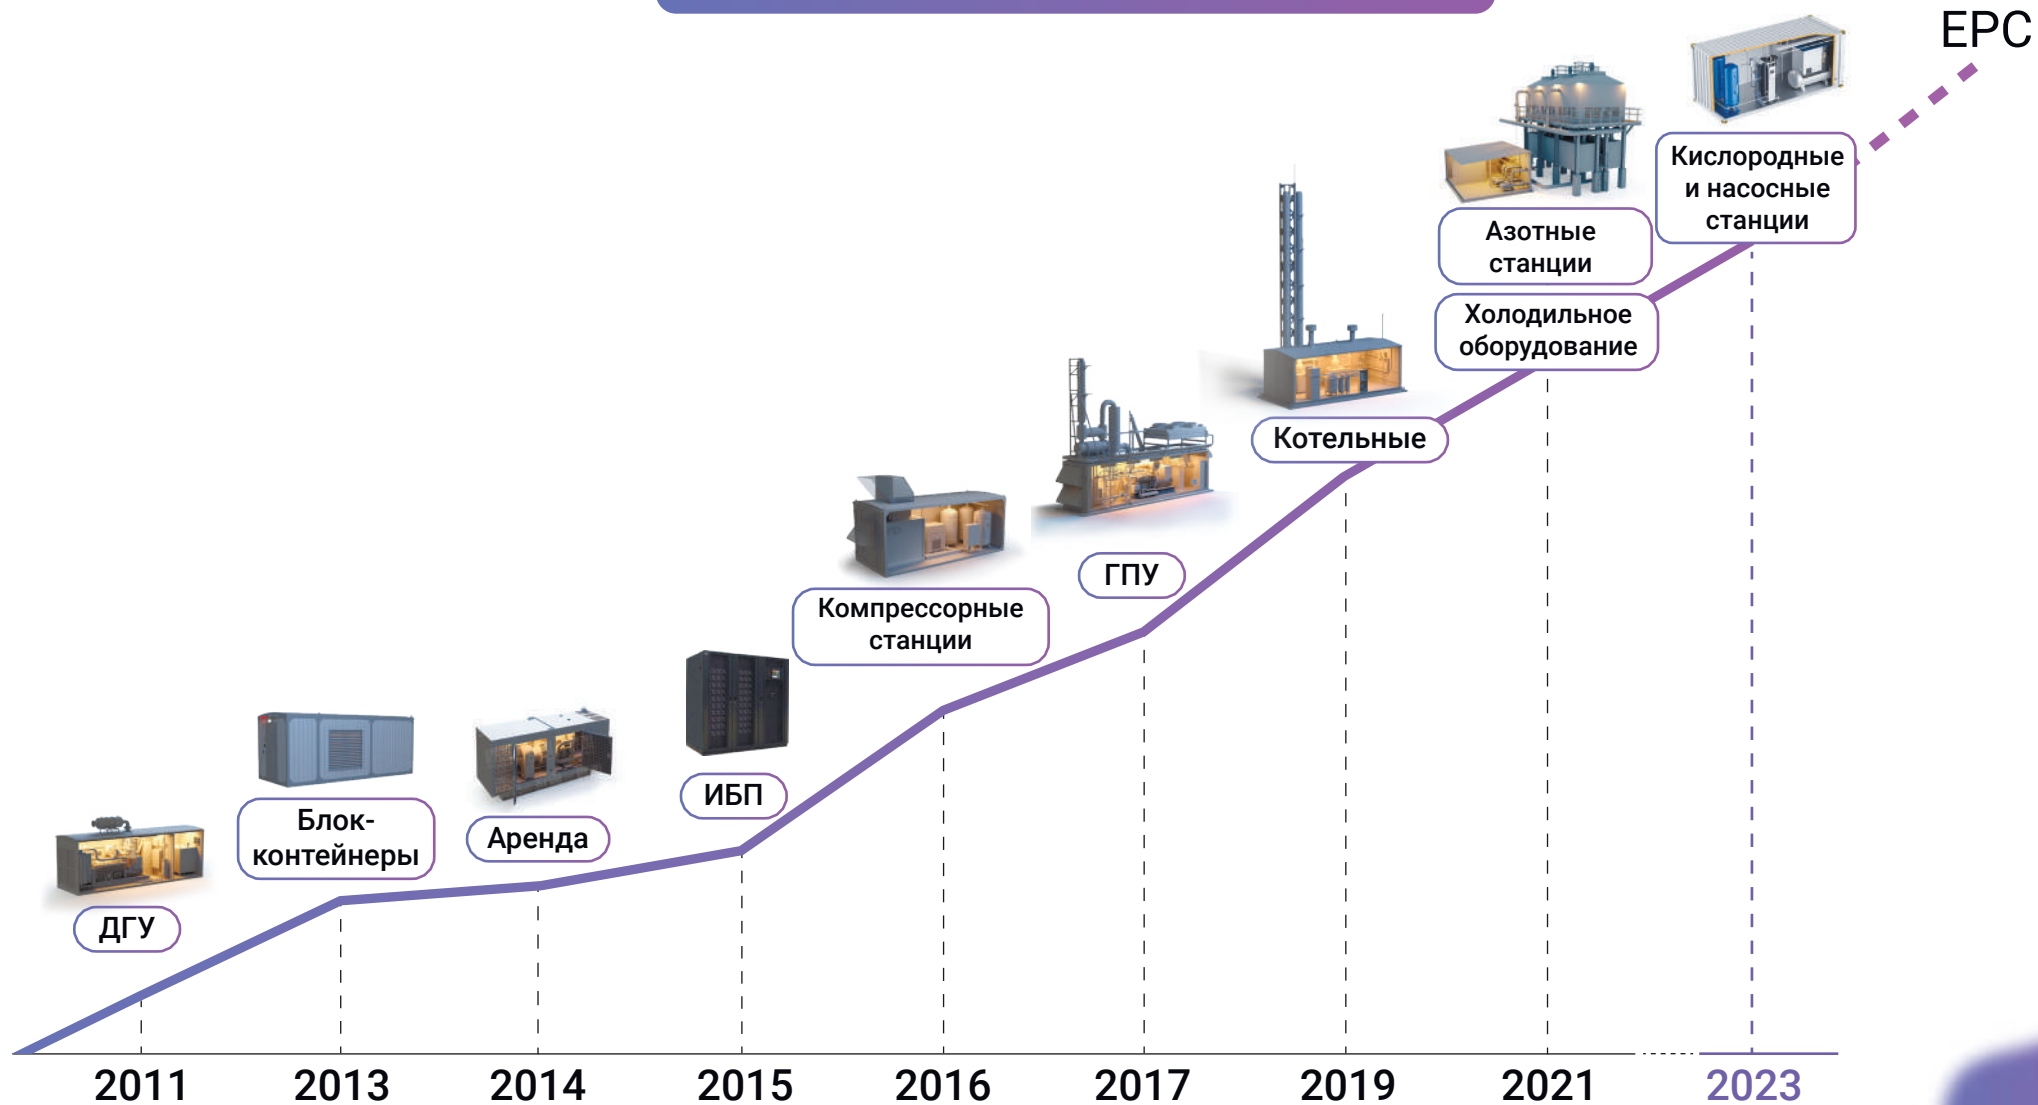 EPC
Кислородные
и насосные
станции
Азотные
станции
Холодильное
оборудование
Котельные
ГПУ
Компрессорные
станции
ИБП
Аренда
Блок-
контейнеры
ДГУ
2011 2013 2014 2015 2016 2017 2019 2021 2023